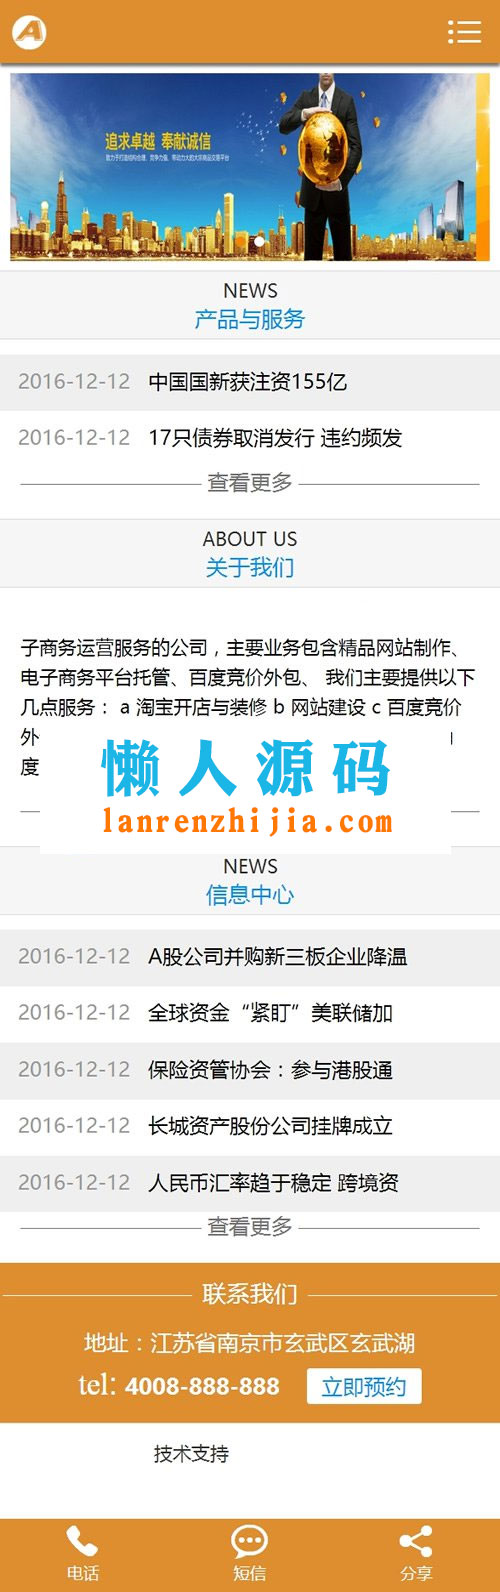 A
追求卓越 奉献诚信
NEWS
产品与服务
2016-12-12 中国国新获注资155亿
2016-12-12 17只债券取消发行 违约频发
查看更多
ABOUT US
关于我们
子商务运营服务的公司，主要业务包含精品网站制作、
电子商务平台托管、百度竞价外包、 我们主要提供以下
几点服务： a 淘宝开店与装修 b 网站建设 c 百度竞价
外
度
懒人源码
lanrenzhijia.com
NEWS
信息中心
2016-12-12 A股公司并购新三板企业降温
2016-12-12 全球资金“紧盯”美联储加
2016-12-12 保险资管协会：参与港股通
2016-12-12 长城资产股份公司挂牌成立
2016-12-12 人民币汇率趋于稳定 跨境资
查看更多
联系我们
地址：江苏省南京市玄武区玄武湖
tel: 4008-888-888 立即预约
技术支持
电话 短信 分享